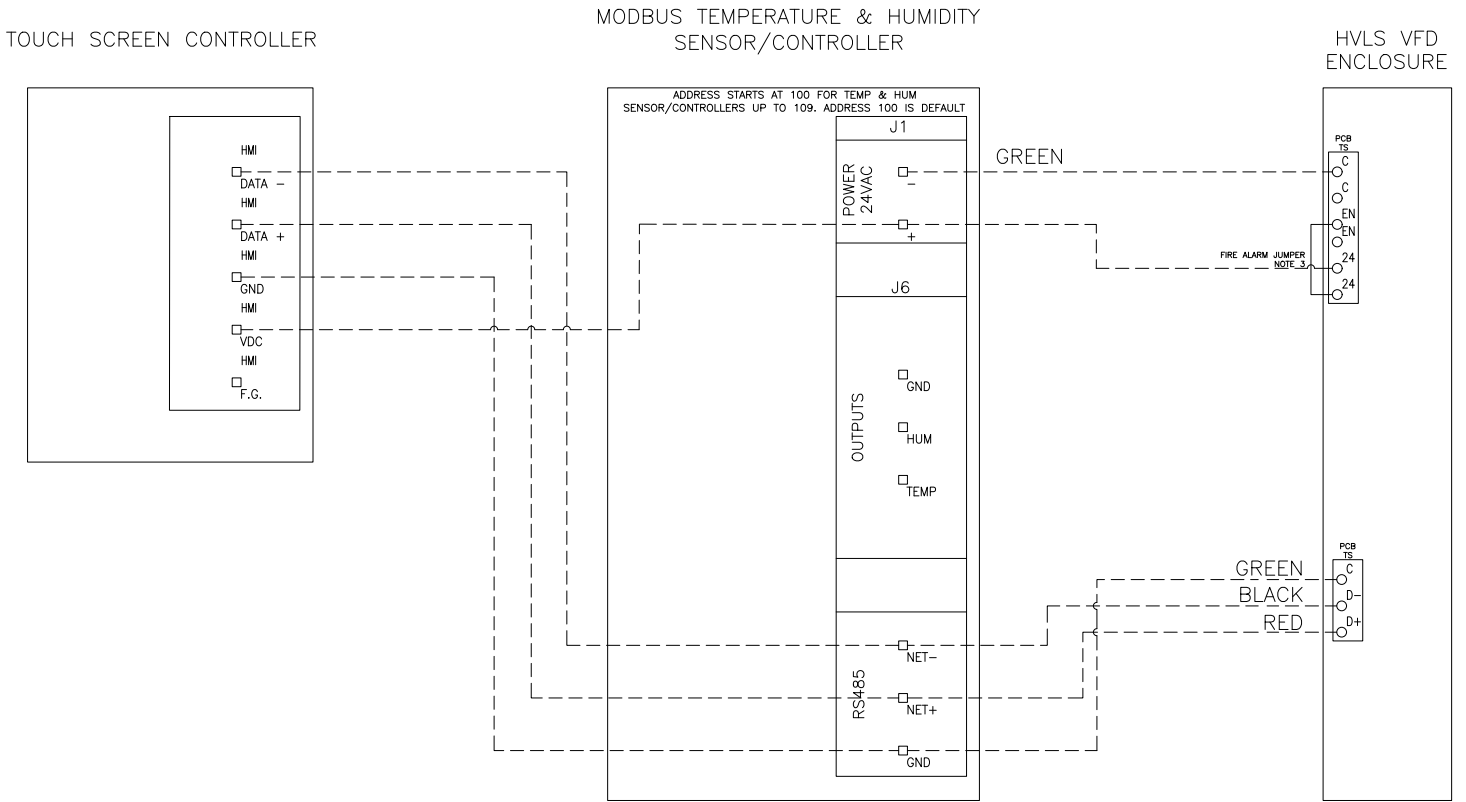 TOUCH SCREEN CONTROLLER
HMI
DATA -
HMI
DATA +
HMI
GND
HMI
VDC
HMI
F.G.
MODBUS TEMPERATURE & HUMIDITY
SENSOR/CONTROLLER
ADDRESS STARTS AT 100 FOR TEMP & HUM
SENSOR/CONTROLLERS UP TO 109. ADDRESS 100 IS DEFAULT
J1
POWER
24VAC
-
+
J6
OUTPUTS
GND
HUM
TEMP
RS485
NET-
NET+
GND
GREEN
FIRE ALARM JUMPER
NOTE 3
GREEN
BLACK
RED
HVLS VFD
ENCLOSURE
PCB
TS
C
C
EN
EN
24
24
PCB
TS
C
D-
D+